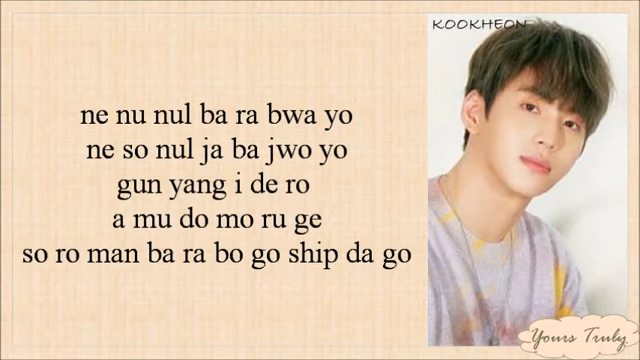 KOOKHEON
ne nu nul ba ra bwa yo
ne so nul ja ba jwo yo
gun yang i de ro
a mu do mo ru ge
so ro man ba ra bo go ship da go
Yours Truly